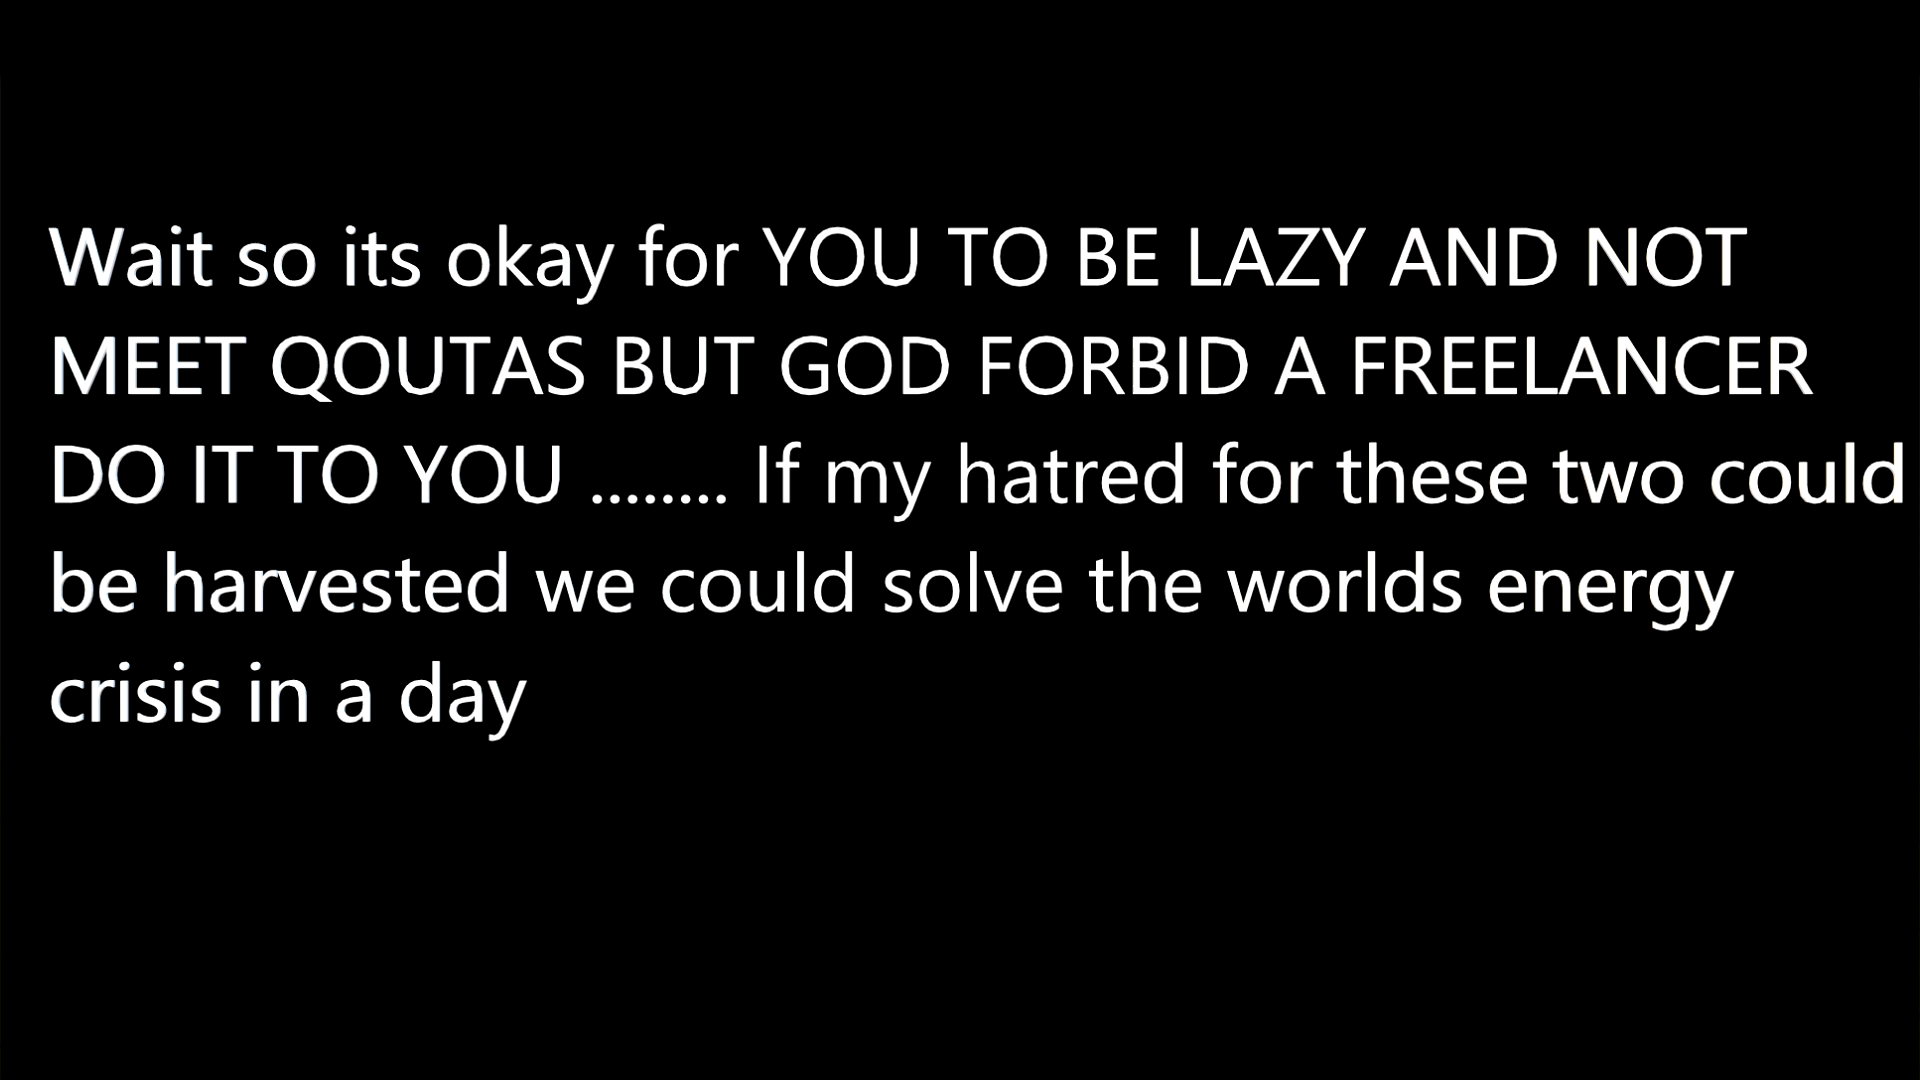 Wait so its okay for YOU TO BE LAZY AND NOT
MEET QOUTAS BUT GOD FORBID A FREELANCER
DO IT TO YOU ........ If my hatred for these two could
be harvested we could solve the worlds energy
crisis in a day